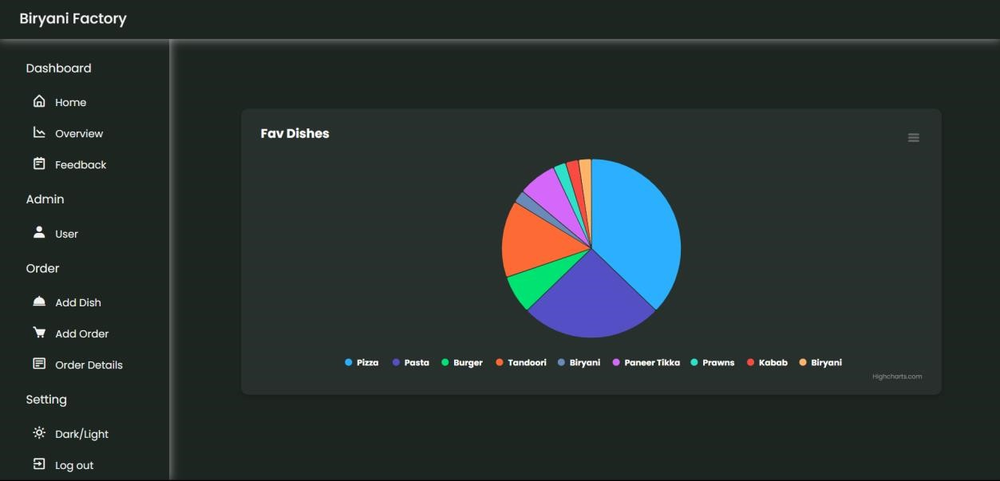 Biryani Factory
Dashboard
Home
Overview
Feedback
Admin
User
Order
Add Dish
Add Order
Order Details
Setting
Dark/Light
Log out
Fav Dishes
Pizza Pasta Burger Tandoori Biryani Paneer Tikka Prawns Kabab Biryani
Highcharts.com